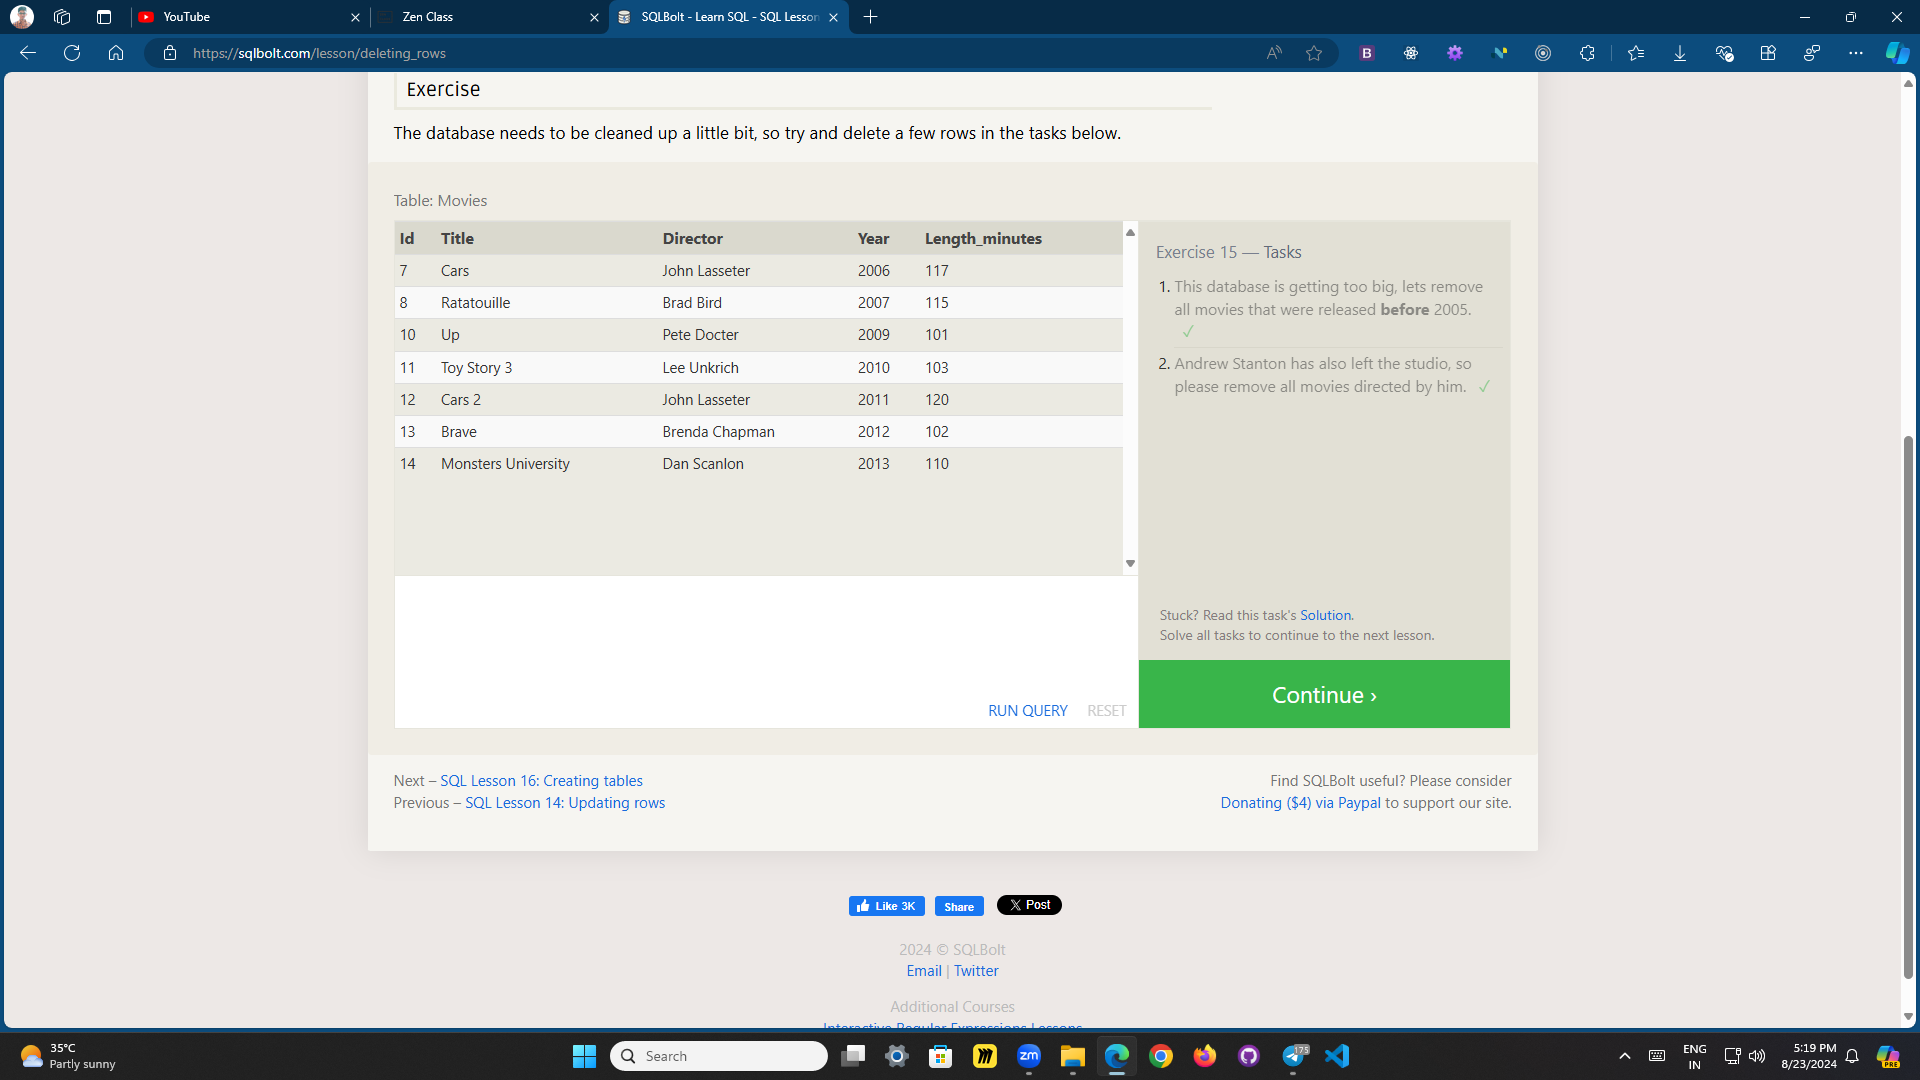 YouTube
Zen Class
SQLBolt - Learn SQL - SQL Lesson
https://sqlbolt.com/lesson/deleting_rows
Exercise
The database needs to be cleaned up a little bit, so try and delete a few rows in the tasks below.
Table: Movies
Id Title Director Year Length_minutes
7 Cars John Lasseter 2006 117
8 Ratatouille Brad Bird 2007 115
10 Up Pete Docter 2009 101
11 Toy Story 3 Lee Unkrich 2010 103
12 Cars 2 John Lasseter 2011 120
13 Brave Brenda Chapman 2012 102
14 Monsters University Dan Scanlon 2013 110
RUN QUERY RESET
Exercise 15 — Tasks
1. This database is getting too big, lets remove
all movies that were released before 2005.
✓
2. Andrew Stanton has also left the studio, so
please remove all movies directed by him. ✓
Stuck? Read this task's Solution.
Solve all tasks to continue to the next lesson.
Continue ›
Next – SQL Lesson 16: Creating tables
Previous – SQL Lesson 14: Updating rows
Find SQLBolt useful? Please consider
Donating ($4) via Paypal to support our site.
Like 3K
Share
X Post
2024 © SQLBolt
Email | Twitter
Additional Courses
Interactive Regular Expressions Lessons
35°C
Partly sunny
Search
zm
175
ENG
IN
5:19 PM
8/23/2024
PRE